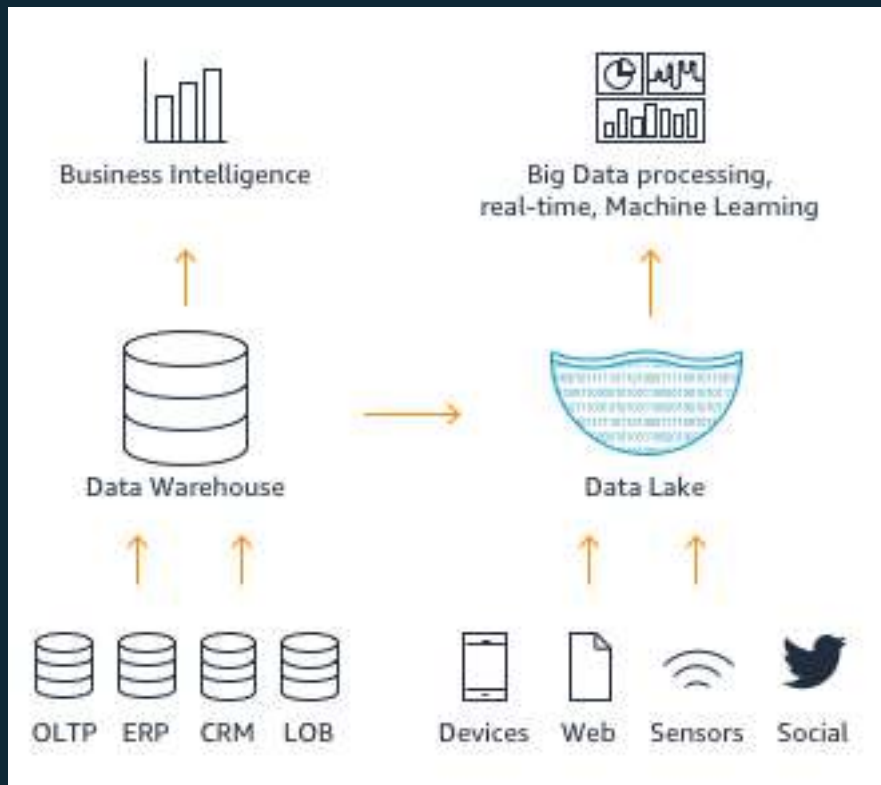 Business Intelligence
Big Data processing,
real-time, Machine Learning
Data Warehouse
Data Lake
OLTP
ERP
CRM
LOB
Devices
Web
Sensors
Social